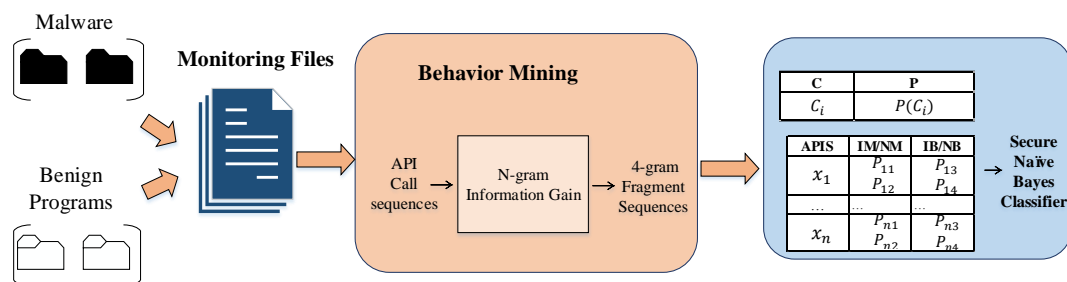 Malware
Benign
Programs
Monitoring Files
Behavior Mining
API
Call
sequences
N-gram
Information Gain
4-gram
Fragment
Sequences
C P
C_i P(C_i)
APIS IM/NM IB/NB
x_1 P_11 P_13
P_12 P_14
... ... ...
x_n P_n1 P_n3
P_n2 P_n4
Secure
Naïve
Bayes
Classifier